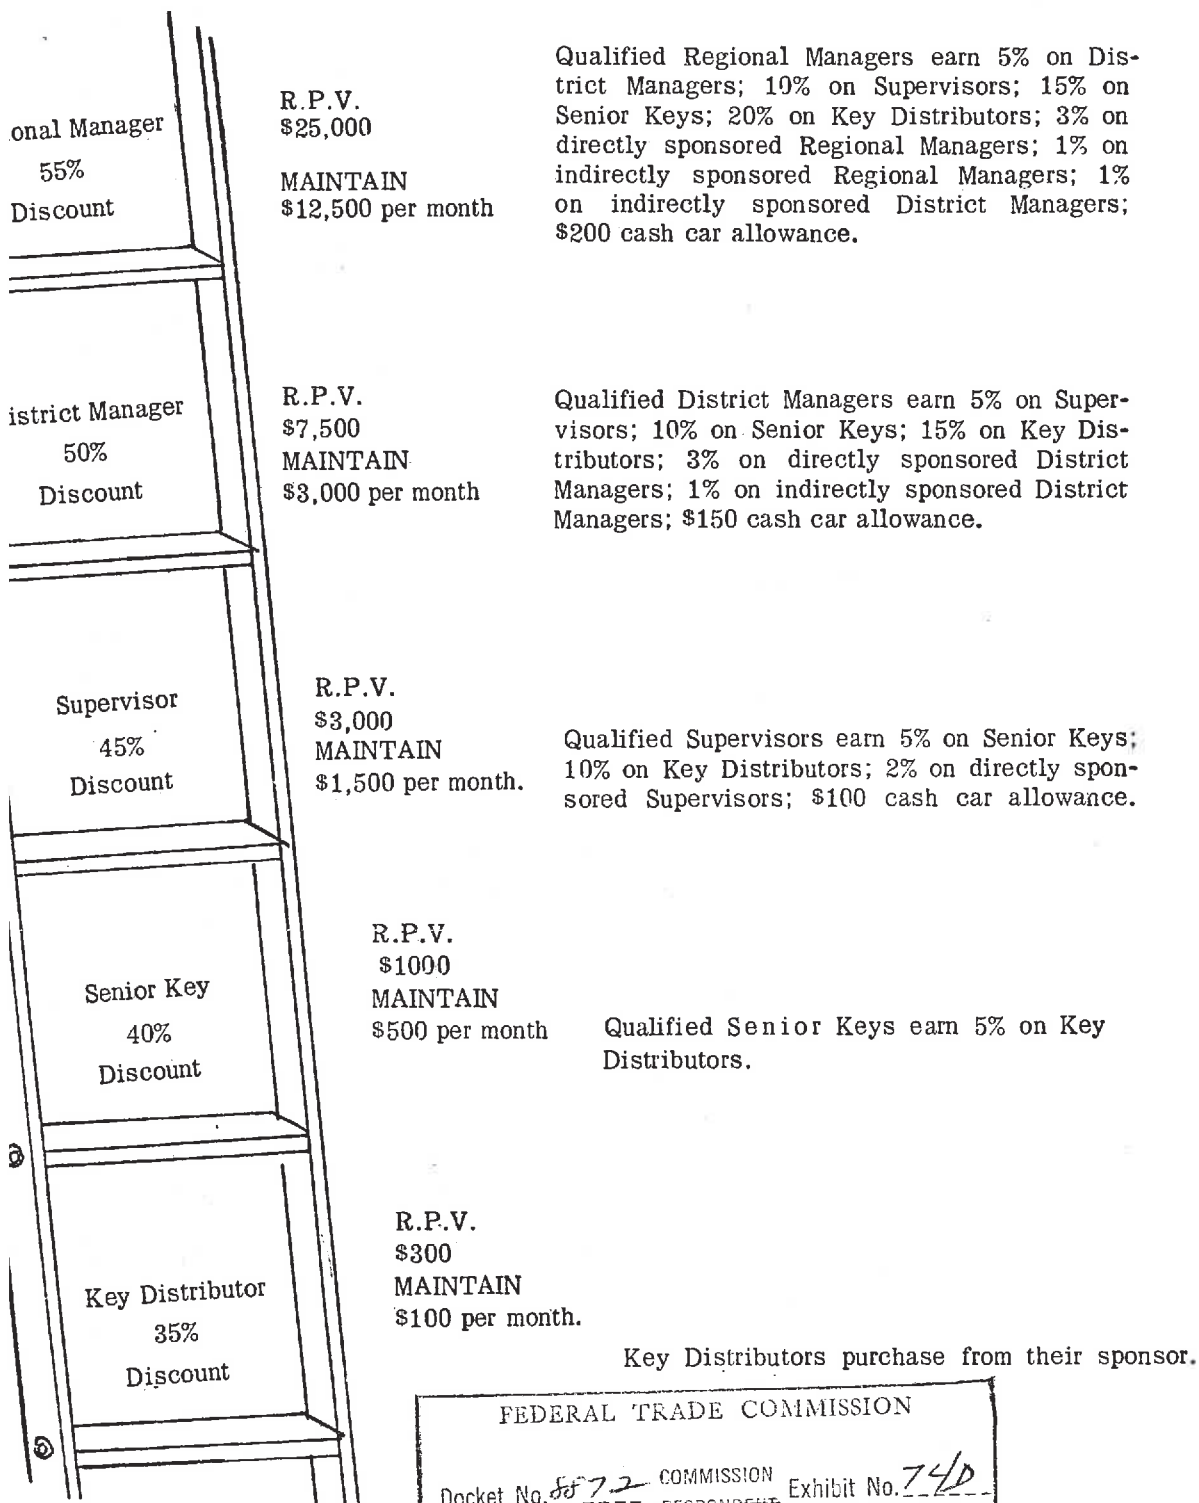 onal Manager
55%
Discount
R.P.V.
$25,000
MAINTAIN
$12,500 per month
Qualified Regional Managers earn 5% on Dis-
trict Managers; 10% on Supervisors; 15% on
Senior Keys; 20% on Key Distributors; 3% on
directly sponsored Regional Managers; 1% on
indirectly sponsored Regional Managers; 1%
on indirectly sponsored District Managers;
$200 cash car allowance.
istrict Manager
50%
Discount
R.P.V.
$7,500
MAINTAIN
$3,000 per month
Qualified District Managers earn 5% on Super-
visors; 10% on Senior Keys; 15% on Key Dis-
tributors; 3% on directly sponsored District
Managers; 1% on indirectly sponsored District
Managers; $150 cash car allowance.
Supervisor
45%
Discount
R.P.V.
$3,000
MAINTAIN
$1,500 per month.
Qualified Supervisors earn 5% on Senior Keys;
10% on Key Distributors; 2% on directly spon-
sored Supervisors; $100 cash car allowance.
Senior Key
40%
Discount
R.P.V.
$1000
MAINTAIN
$500 per month
Qualified Senior Keys earn 5% on Key
Distributors.
Key Distributor
35%
Discount
R.P.V.
$300
MAINTAIN
$100 per month.
Key Distributors purchase from their sponsor.
FEDERAL TRADE COMMISSION
Docket No. 8872 COMMISSION Exhibit No. 74D